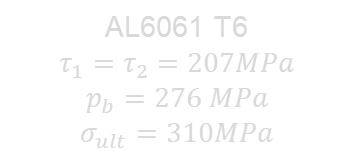 AL6061 T6
τ₁ = τ₂ = 207MPa
p_b = 276 MPa
σ_ult = 310MPa